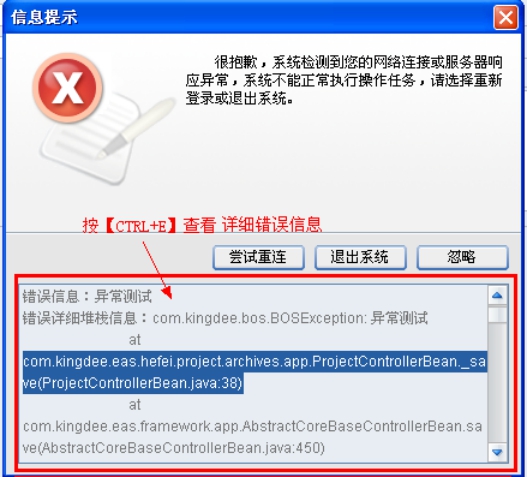 信息提示
很抱歉，系统检测到您的网络连接或服务器响
应异常，系统不能正常执行操作任务，请选择重新
登录或退出系统。
按【CTRL+E】查看 详细错误信息
尝试重连 退出系统 忽略
错误信息：异常测试
错误详细堆栈信息：com.kingdee.bos.BOSException: 异常测试
at
com.kingdee.eas.hefei.project.archives.app.ProjectControllerBean._sa
ve(ProjectControllerBean.java:38)
at
com.kingdee.eas.framework.app.AbstractCoreBaseControllerBean.sa
ve(AbstractCoreBaseControllerBean.java:450)